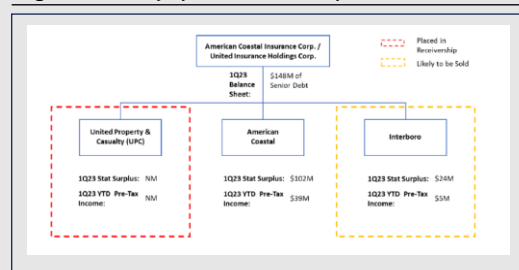 American Coastal Insurance Corp. /
United Insurance Holdings Corp.
Placed in
Receivership
Likely to be Sold
1Q23
Balance
Sheet:
$148M of
Senior Debt
United Property &
Casualty (UPC)
American
Coastal
Interboro
1Q23 Stat Surplus: NM
1Q23 YTD Pre-Tax
Income: NM
1Q23 Stat Surplus: $102M
1Q23 YTD Pre-Tax
Income: $39M
1Q23 Stat Surplus: $24M
1Q23 YTD Pre-Tax
Income: $5M